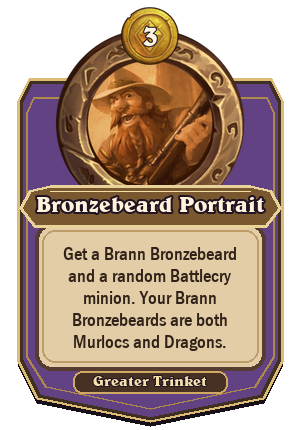 3
Bronzebeard Portrait
Get a Brann Bronzebeard
and a random Battlecry
minion. Your Brann
Bronzebeards are both
Murlocs and Dragons.
Greater Trinket